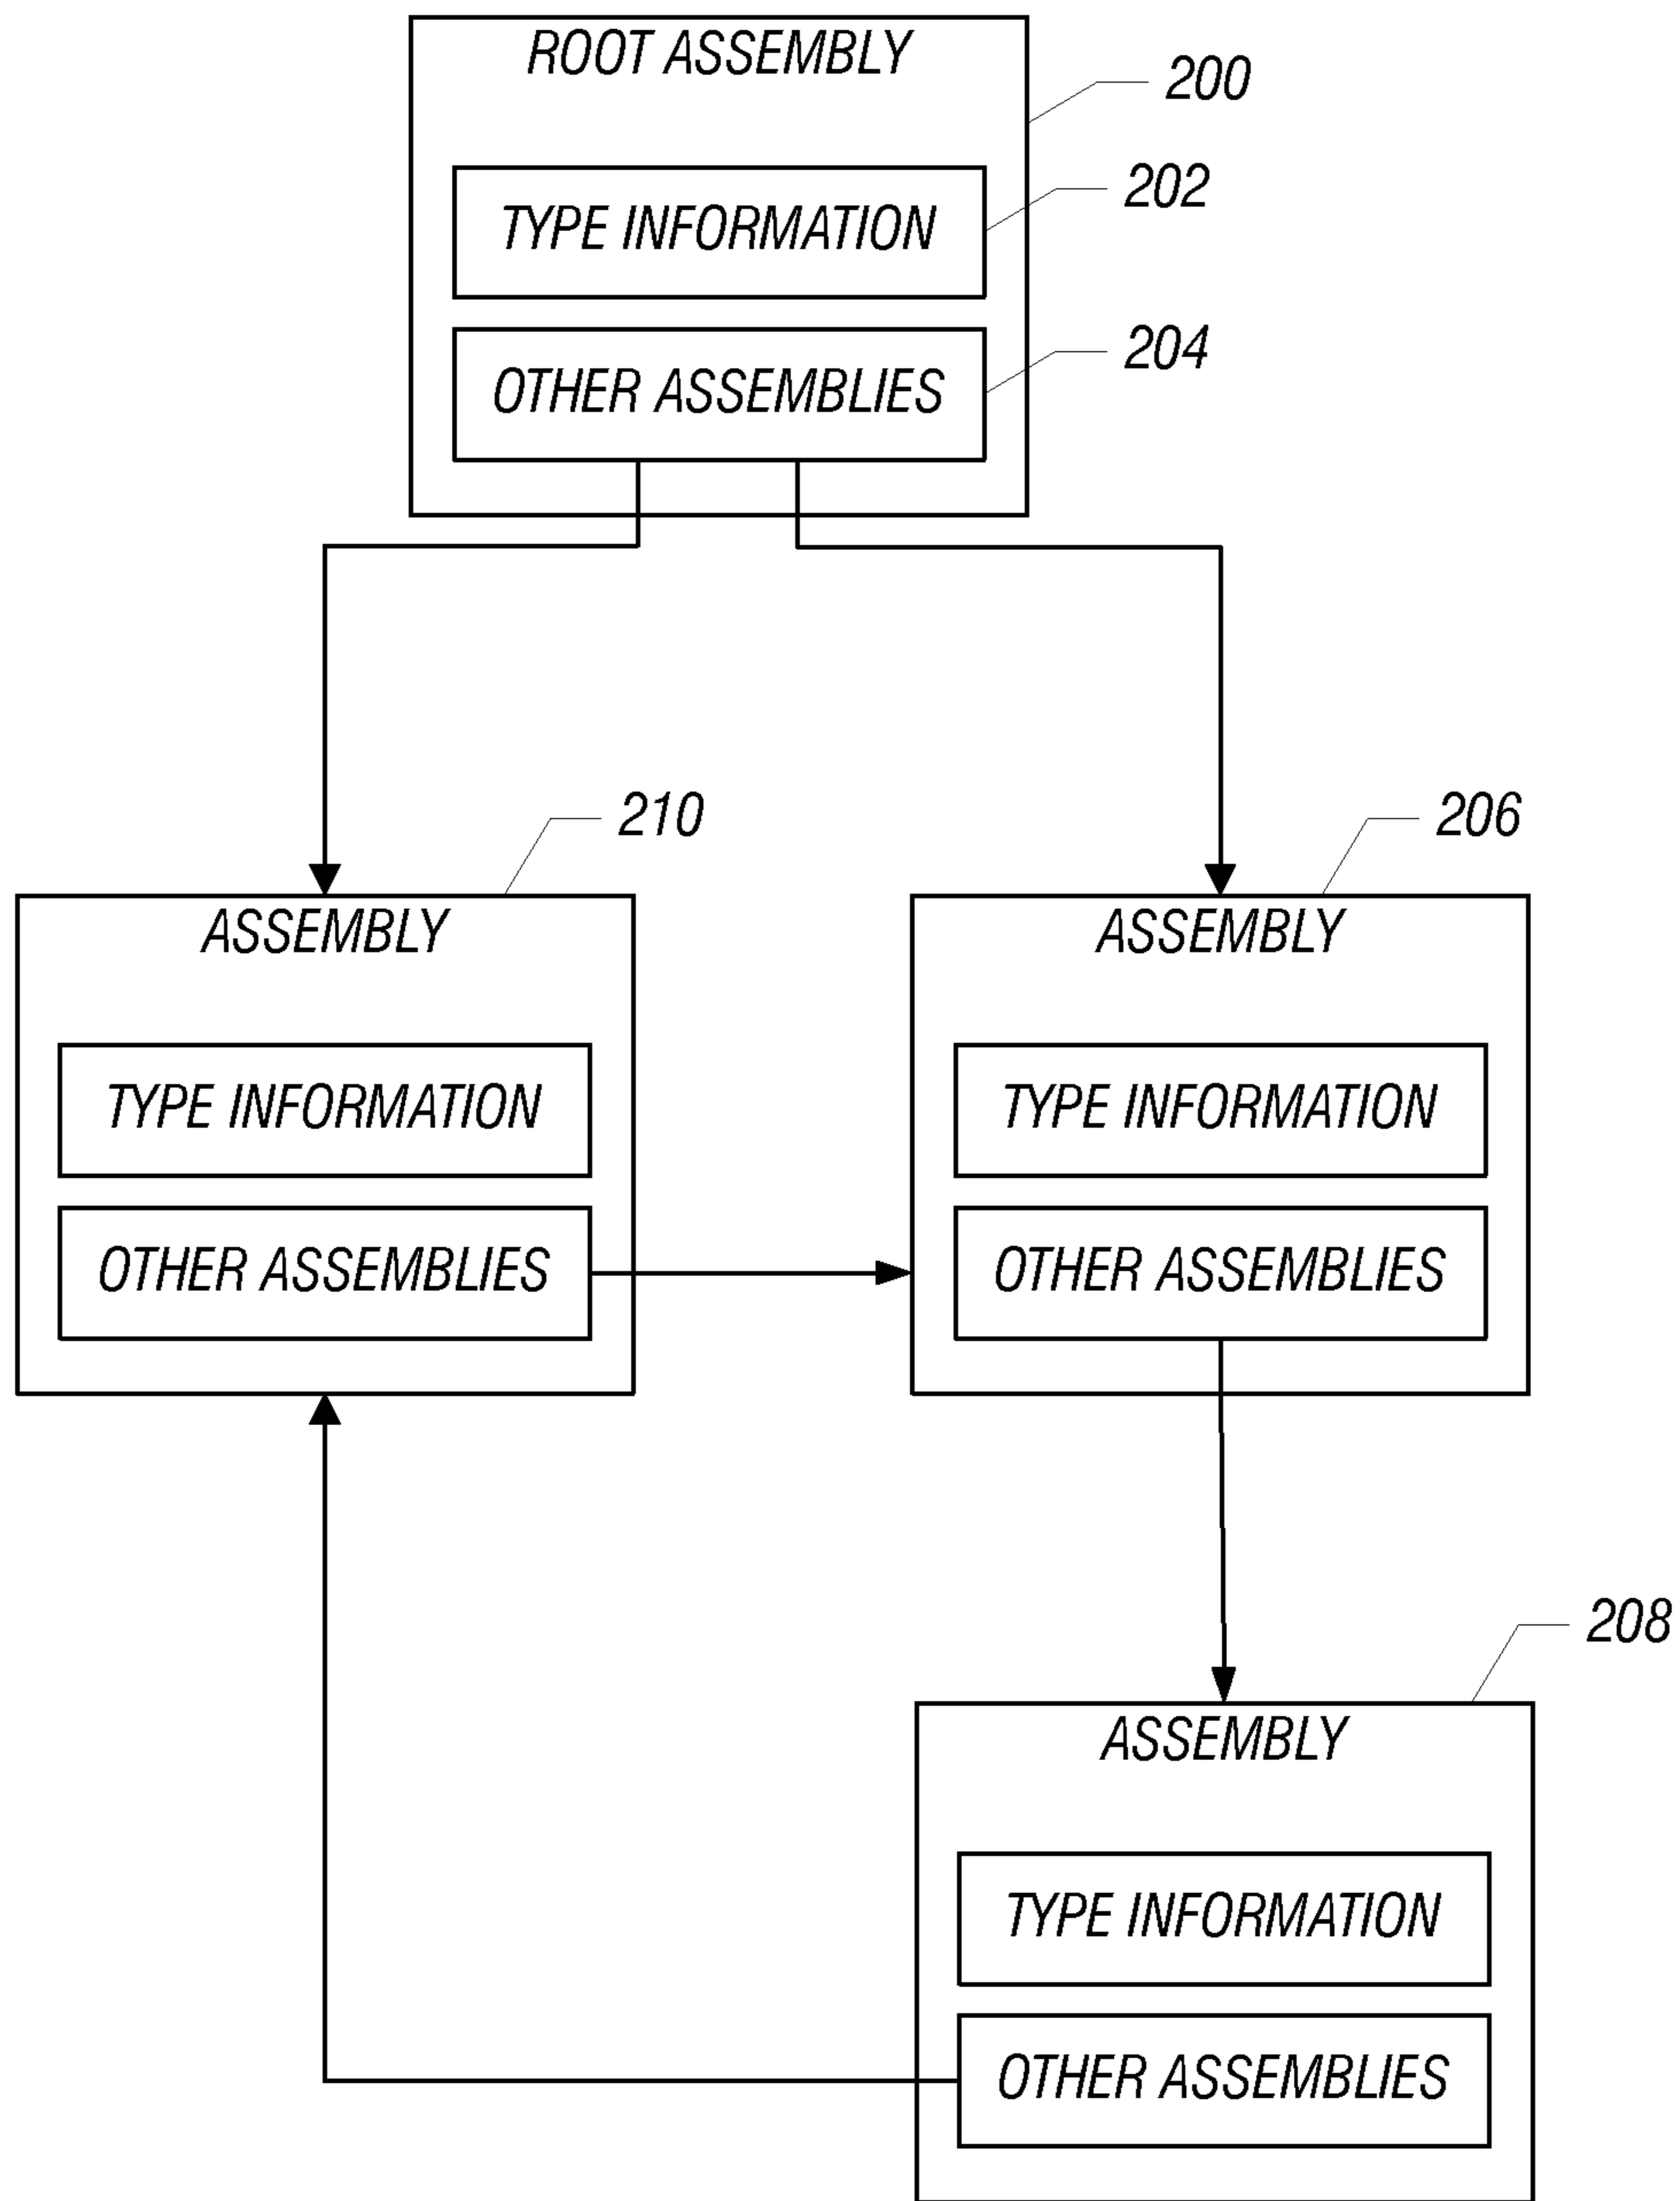 ROOT ASSEMBLY
200
TYPE INFORMATION
202
OTHER ASSEMBLIES
204
210
206
ASSEMBLY
ASSEMBLY
TYPE INFORMATION
TYPE INFORMATION
OTHER ASSEMBLIES
OTHER ASSEMBLIES
208
ASSEMBLY
TYPE INFORMATION
OTHER ASSEMBLIES